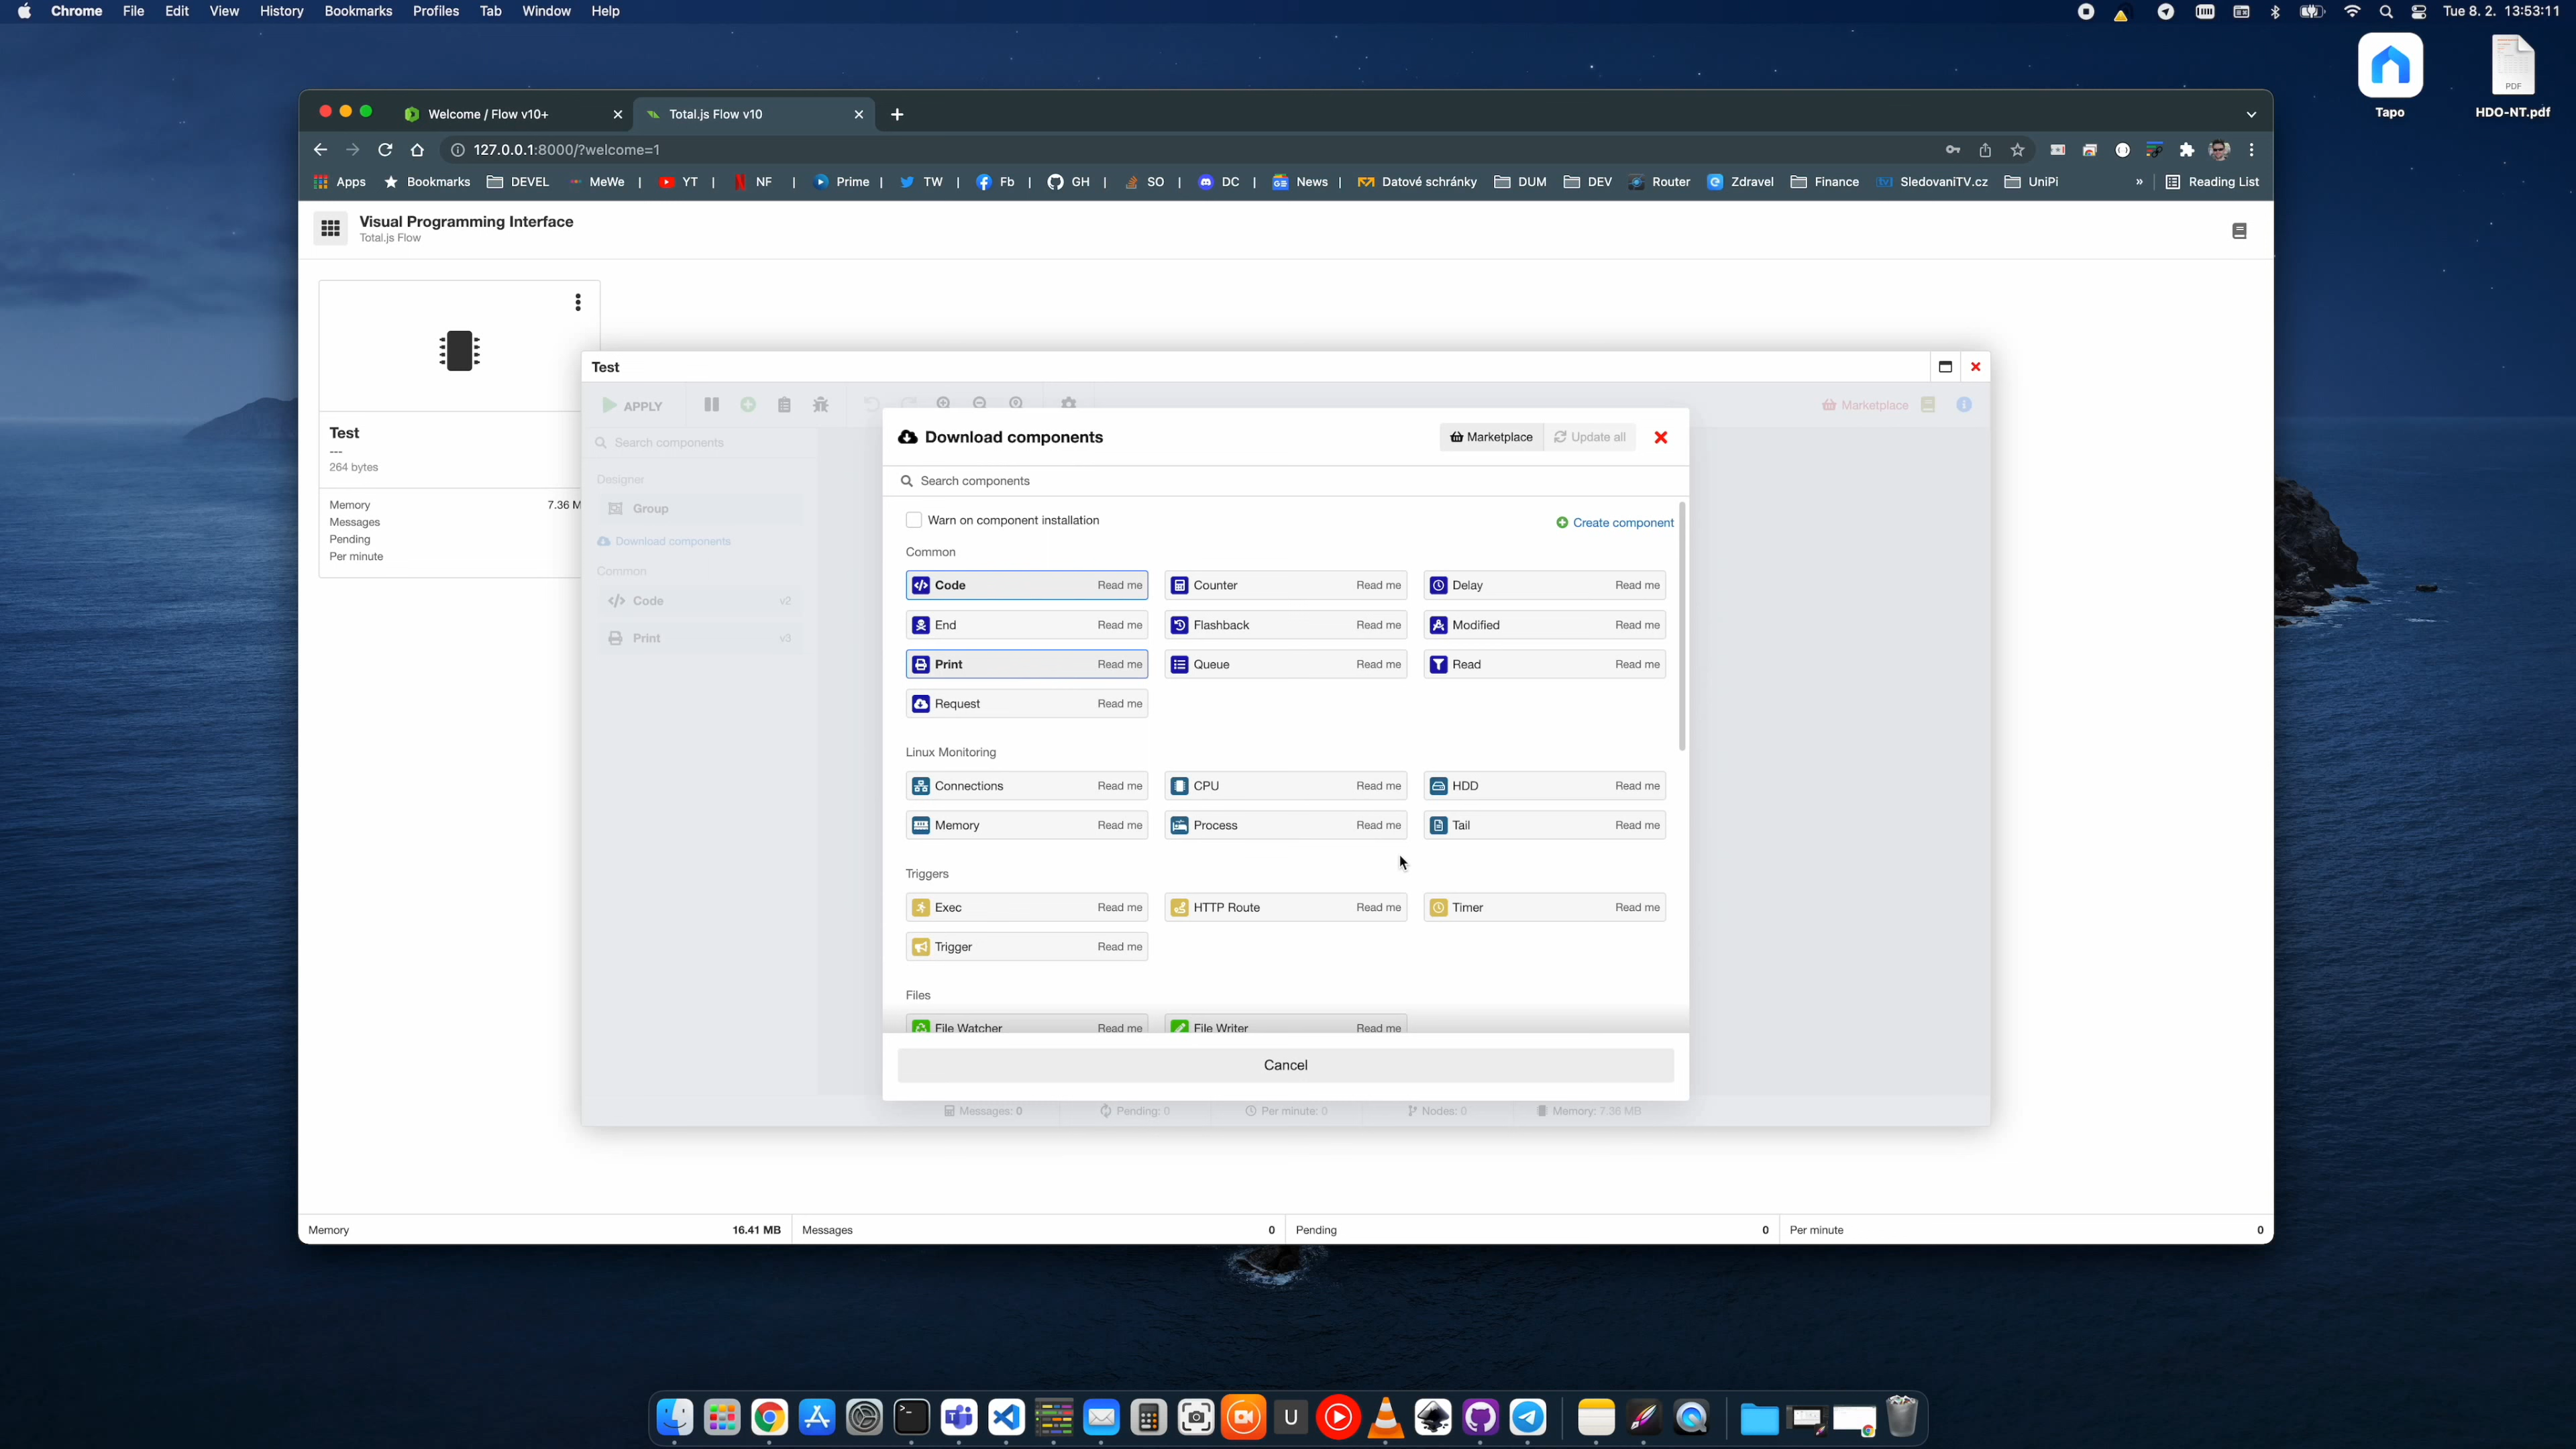 Chrome File Edit View History Bookmarks Profiles Tab Window Help
Tue 8. 2. 13:53:11
Tapo
PDF
HDO-NT.pdf
Welcome / Flow v10+
Total.js Flow v10
127.0.0.1:8000/?welcome=1
Apps Bookmarks DEVEL MeWe | YT | NF | Prime | TW | Fb | GH | SO | DC | News | Datové schránky DUM DEV Router Zdravel Finance SledovaniTV.cz UniPi » Reading List
Visual Programming Interface
Total.js Flow
Test
---
264 bytes
Memory 7.36 M
Messages
Pending
Per minute
Test
APPLY
Marketplace
Search components
Designer
Group
Download components
Common
Code v2
Print v3
Download components
Marketplace
Update all
Search components
Warn on component installation
Create component
Common
Code Read me
Counter Read me
Delay Read me
End Read me
Flashback Read me
Modified Read me
Print Read me
Queue Read me
Read Read me
Request Read me
Linux Monitoring
Connections Read me
CPU Read me
HDD Read me
Memory Read me
Process Read me
Tail Read me
Triggers
Exec Read me
HTTP Route Read me
Timer Read me
Trigger Read me
Files
File Watcher Read me
File Writer Read me
Cancel
Messages: 0
Pending: 0
Per minute: 0
Nodes: 0
Memory: 7.36 MB
Memory 16.41 MB
Messages 0
Pending 0
Per minute 0
U